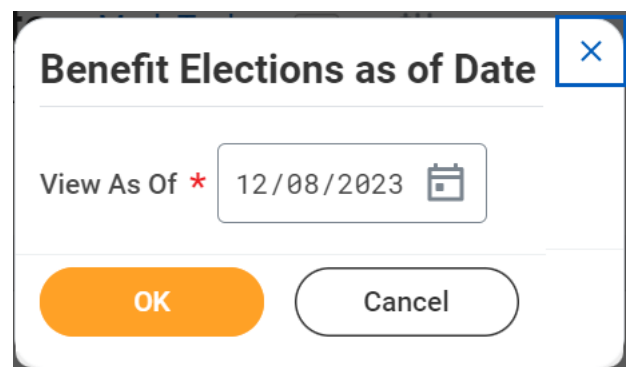 Benefit Elections as of Date
View As Of * 12/08/2023
OK Cancel